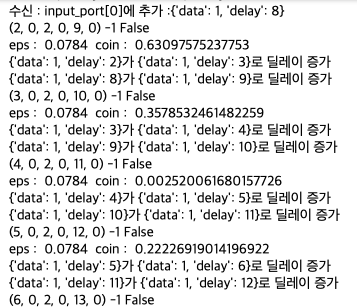 수신 : input_port[0]에 추가 :{'data': 1, 'delay': 8}
(2, 0, 2, 0, 9, 0) -1 False
eps :  0.0784  coin :  0.63097575237753
{'data': 1, 'delay': 2}가 {'data': 1, 'delay': 3}로 딜레이 증가
{'data': 1, 'delay': 8}가 {'data': 1, 'delay': 9}로 딜레이 증가
(3, 0, 2, 0, 10, 0) -1 False
eps :  0.0784  coin :  0.3578532461482259
{'data': 1, 'delay': 3}가 {'data': 1, 'delay': 4}로 딜레이 증가
{'data': 1, 'delay': 9}가 {'data': 1, 'delay': 10}로 딜레이 증가
(4, 0, 2, 0, 11, 0) -1 False
eps :  0.0784  coin :  0.002520061680157726
{'data': 1, 'delay': 4}가 {'data': 1, 'delay': 5}로 딜레이 증가
{'data': 1, 'delay': 10}가 {'data': 1, 'delay': 11}로 딜레이 증가
(5, 0, 2, 0, 12, 0) -1 False
eps :  0.0784  coin :  0.22226919014196922
{'data': 1, 'delay': 5}가 {'data': 1, 'delay': 6}로 딜레이 증가
{'data': 1, 'delay': 11}가 {'data': 1, 'delay': 12}로 딜레이 증가
(6, 0, 2, 0, 13, 0) -1 False